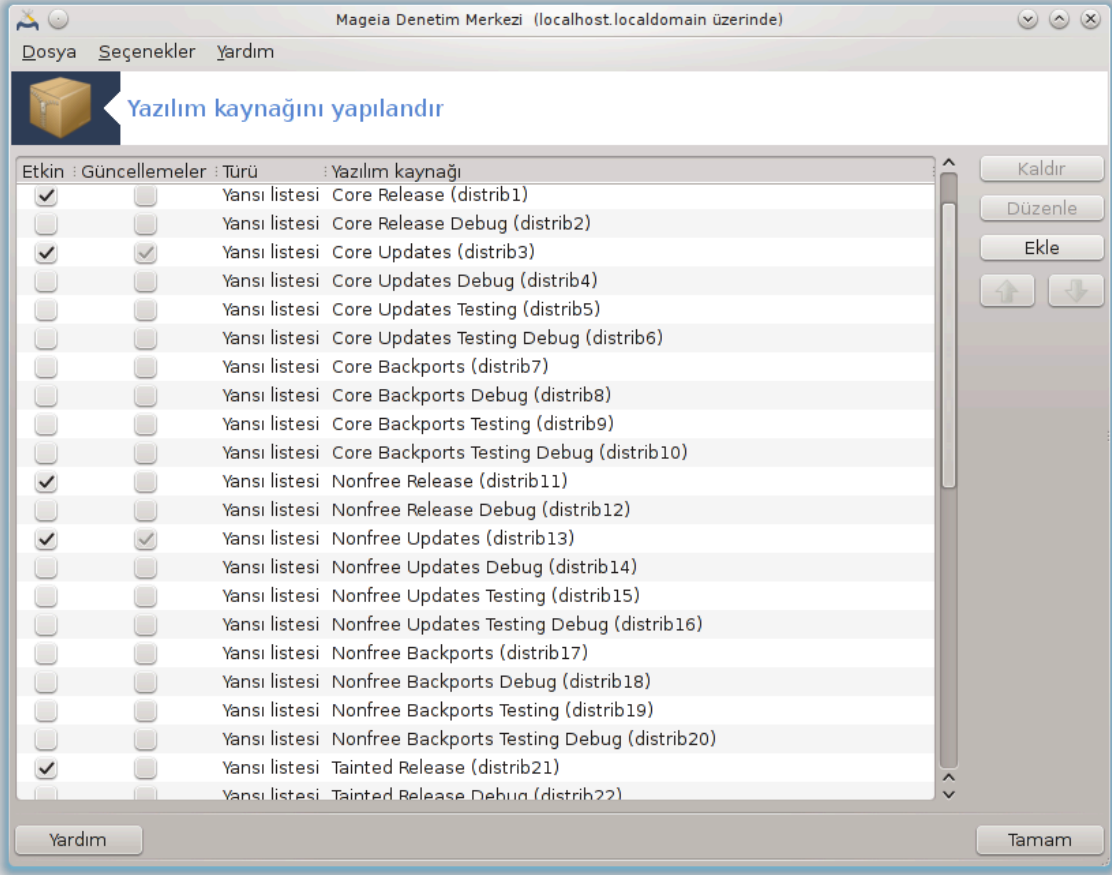 Mageia Denetim Merkezi (localhost.localdomain üzerinde)
Dosya Seçenekler Yardım
Yazılım kaynağını yapılandır
Etkin Güncellemeler Türü Yazılım kaynağı
Yansı listesi Core Release (distrib1)
Yansı listesi Core Release Debug (distrib2)
Yansı listesi Core Updates (distrib3)
Yansı listesi Core Updates Debug (distrib4)
Yansı listesi Core Updates Testing (distrib5)
Yansı listesi Core Updates Testing Debug (distrib6)
Yansı listesi Core Backports (distrib7)
Yansı listesi Core Backports Debug (distrib8)
Yansı listesi Core Backports Testing (distrib9)
Yansı listesi Core Backports Testing Debug (distrib10)
Yansı listesi Nonfree Release (distrib11)
Yansı listesi Nonfree Release Debug (distrib12)
Yansı listesi Nonfree Updates (distrib13)
Yansı listesi Nonfree Updates Debug (distrib14)
Yansı listesi Nonfree Updates Testing (distrib15)
Yansı listesi Nonfree Updates Testing Debug (distrib16)
Yansı listesi Nonfree Backports (distrib17)
Yansı listesi Nonfree Backports Debug (distrib18)
Yansı listesi Nonfree Backports Testing (distrib19)
Yansı listesi Nonfree Backports Testing Debug (distrib20)
Yansı listesi Tainted Release (distrib21)
Yansı listesi Tainted Release Debug (distrib22)
Kaldır
Düzenle
Ekle
Yardım
Tamam